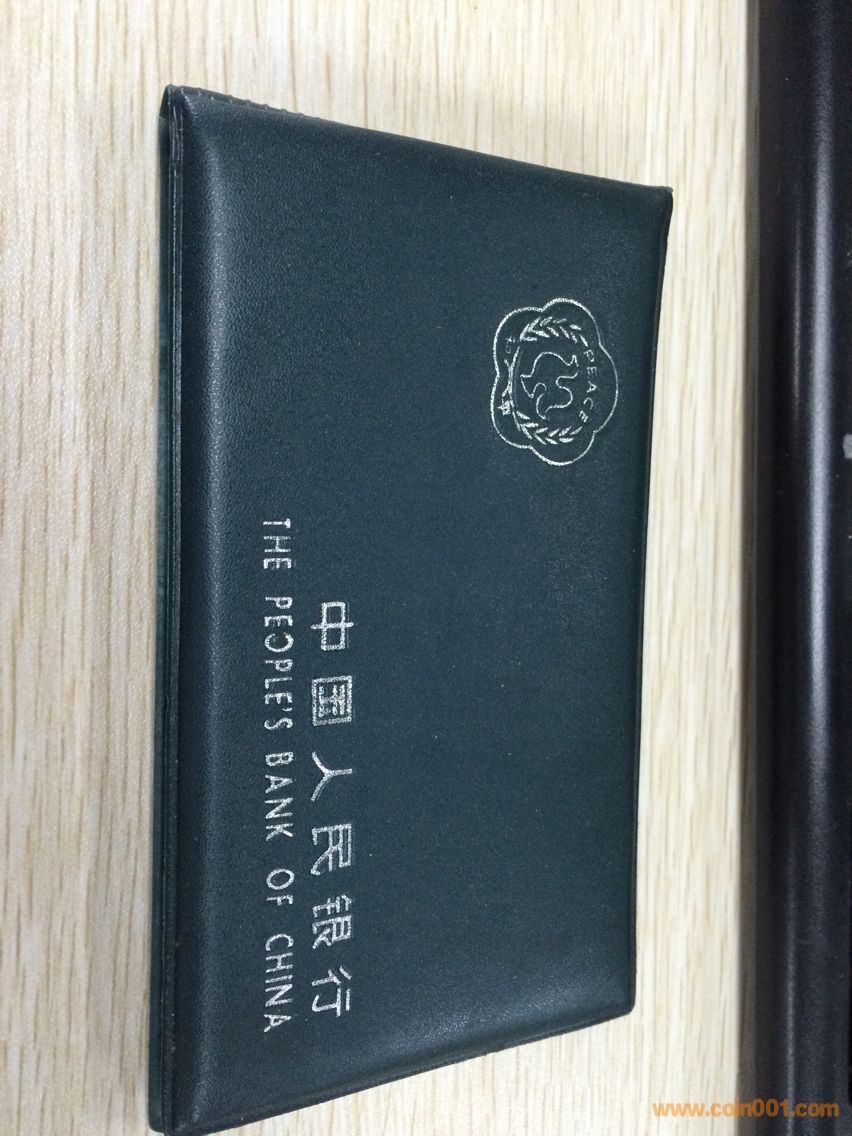 PEACE
中国人民银行
THE PEOPLE'S BANK OF CHINA
www.coin001.com